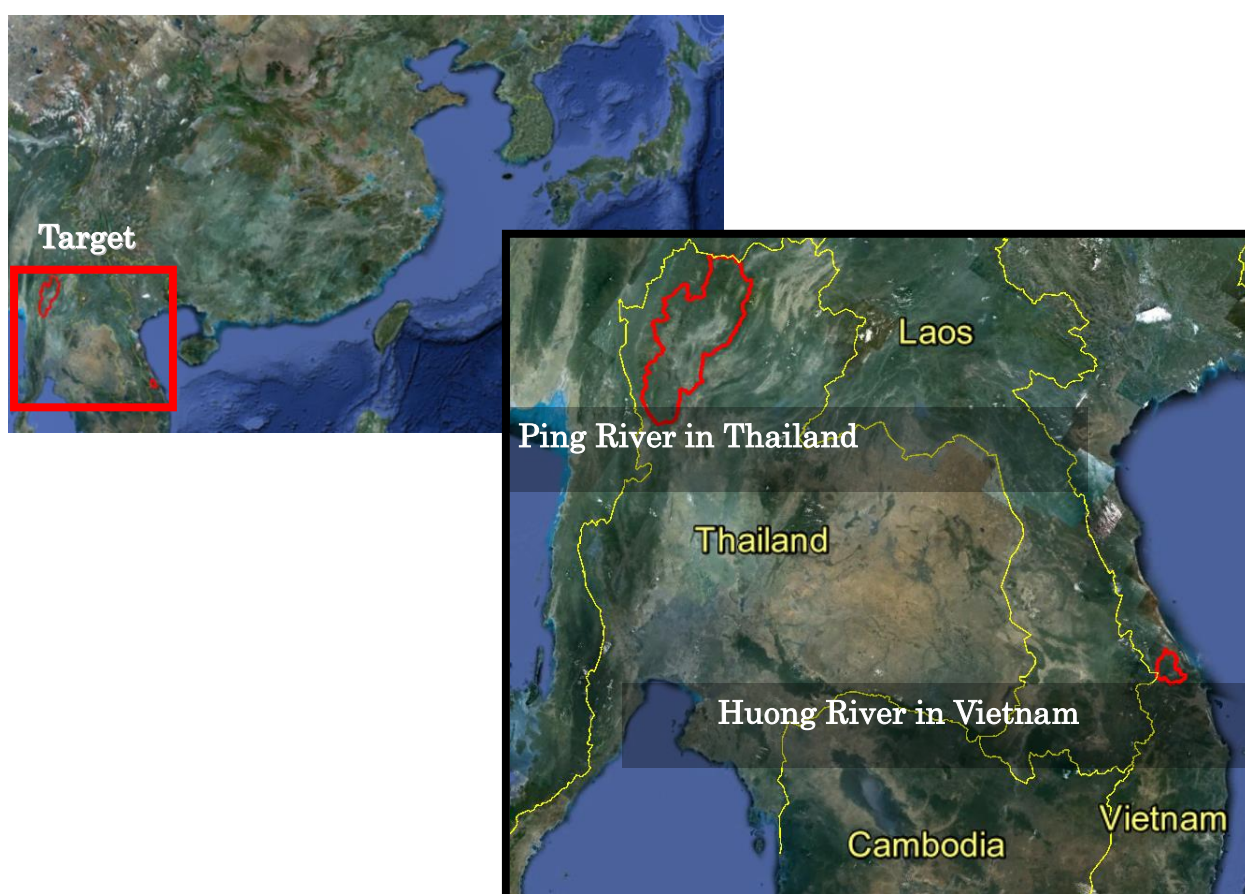 Target
Laos
Ping River in Thailand
Thailand
Huong River in Vietnam
Vietnam
Cambodia